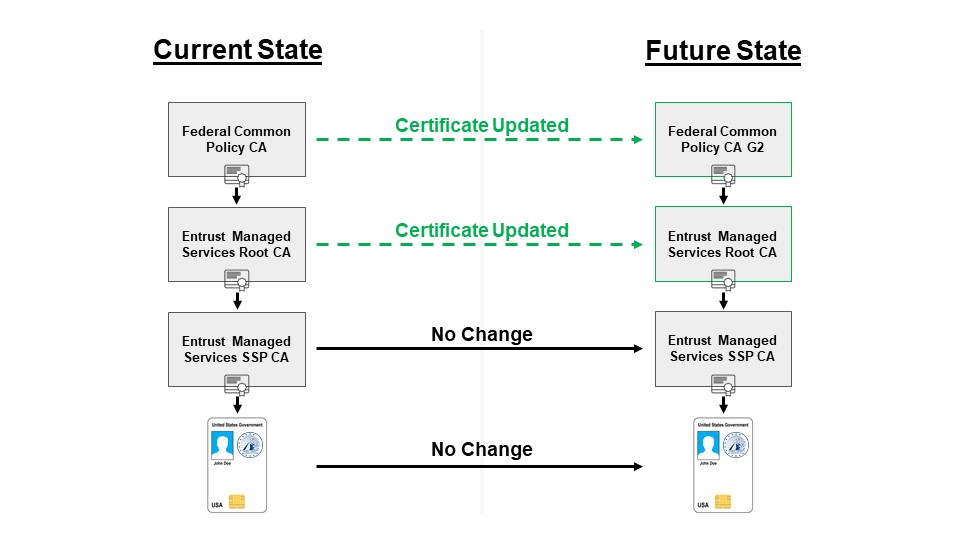 Current State
Future State
Federal Common
Policy CA
Certificate Updated
Federal Common
Policy CA G2
Entrust Managed
Services Root CA
Certificate Updated
Entrust Managed
Services Root CA
Entrust Managed
Services SSP CA
No Change
Entrust Managed
Services SSP CA
United States Government
John Doe
USA
No Change
United States Government
John Doe
USA